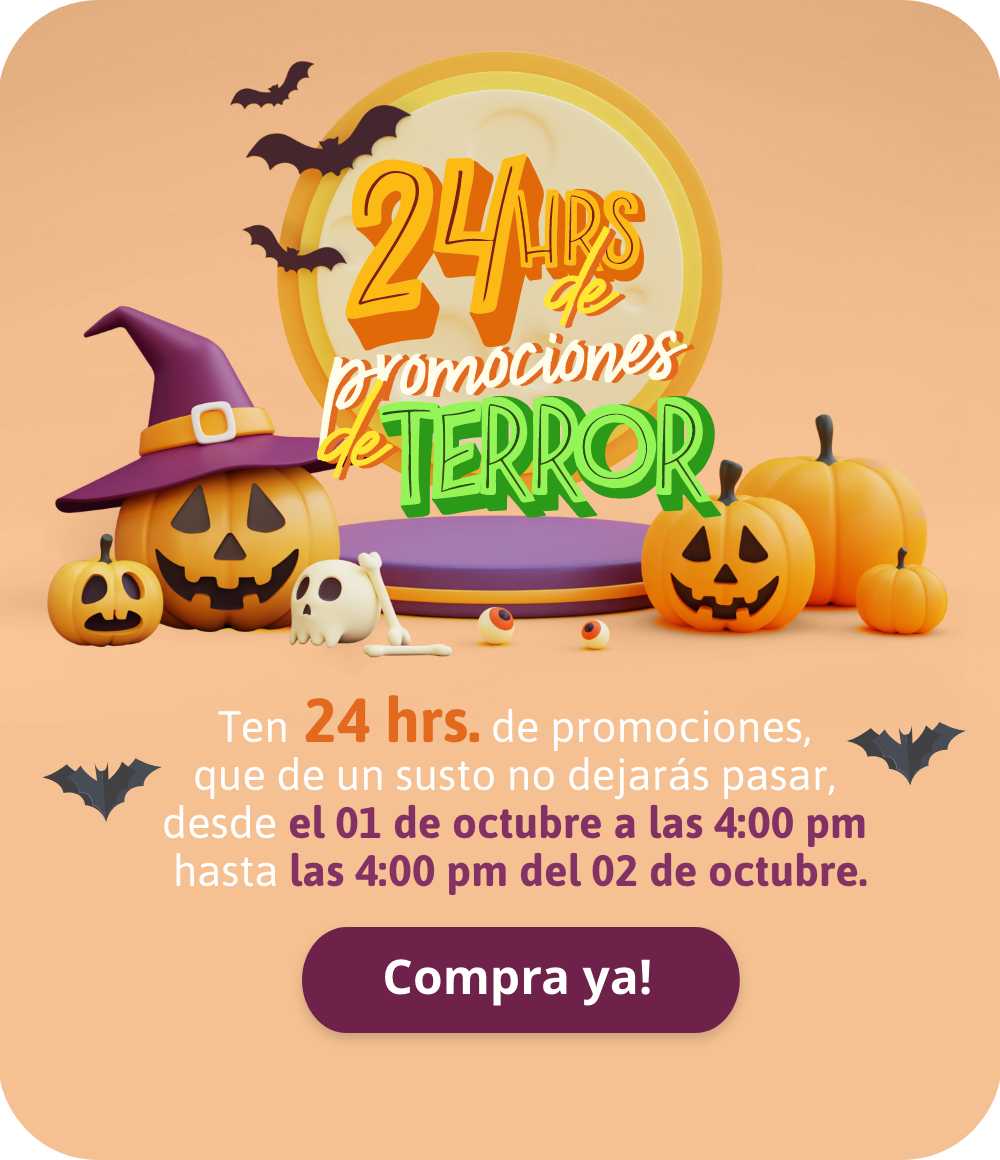 24 HRS
de
promociones
de TERROR
Ten 24 hrs. de promociones,
que de un susto no dejarás pasar,
desde el 01 de octubre a las 4:00 pm
hasta las 4:00 pm del 02 de octubre.
Compra ya!